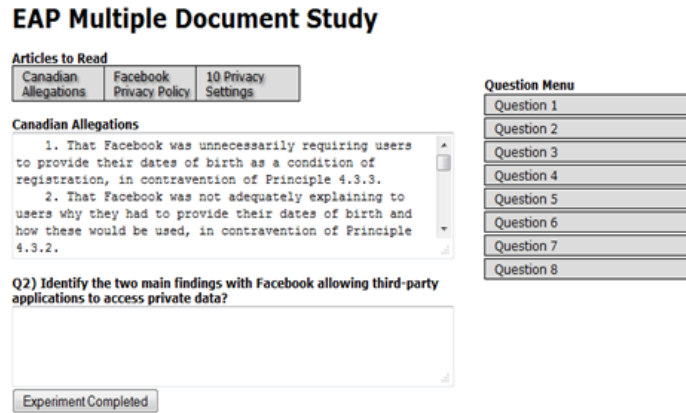 EAP Multiple Document Study
Articles to Read
Canadian Allegations
Facebook Privacy Policy
10 Privacy Settings
Canadian Allegations
1. That Facebook was unnecessarily requiring users
to provide their dates of birth as a condition of
registration, in contravention of Principle 4.3.3.
2. That Facebook was not adequately explaining to
users why they had to provide their dates of birth and
how these would be used, in contravention of Principle
4.3.2.
Q2) Identify the two main findings with Facebook allowing third-party
applications to access private data?
Experiment Completed
Question Menu
Question 1
Question 2
Question 3
Question 4
Question 5
Question 6
Question 7
Question 8